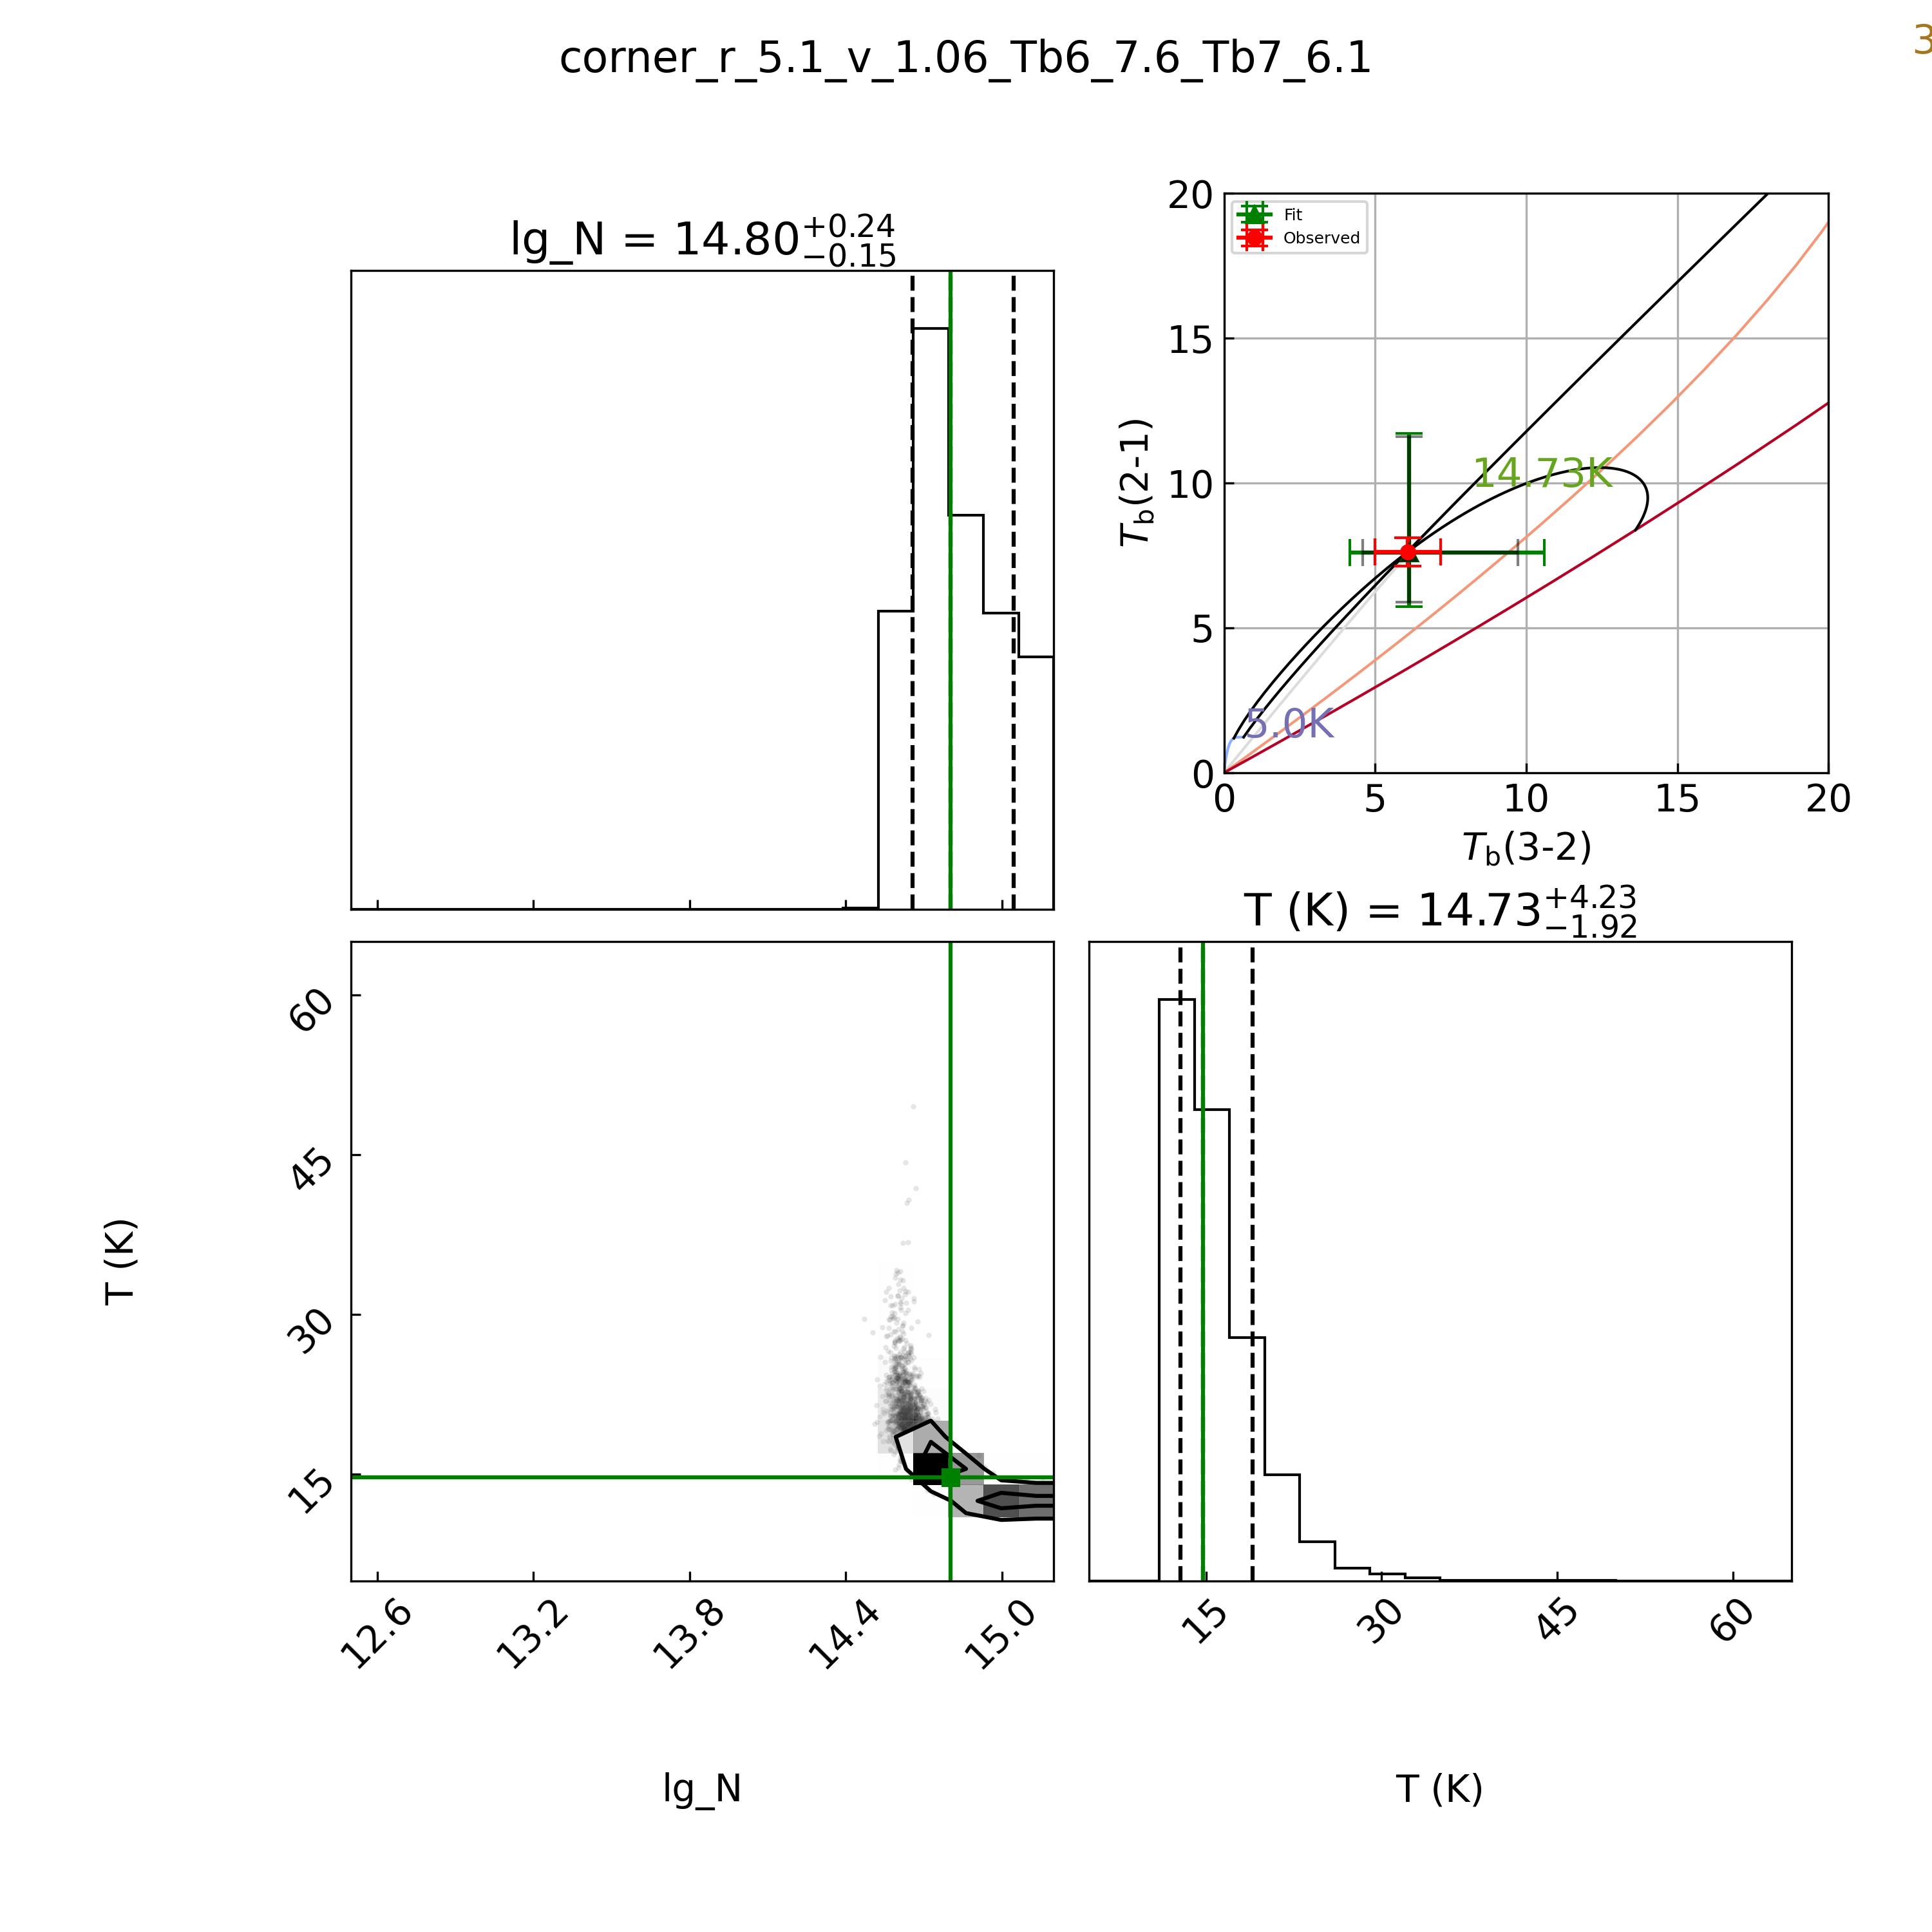 corner_r_5.1_v_1.06_Tb6_7.6_Tb7_6.1
3
lg_N = 14.80 +0.24 −0.15
20
15
10
5
0
Fit
Observed
14.73K
5.0K
T_b(2-1)
0 5 10 15 20
T_b(3-2)
T (K) = 14.73 +4.23 −1.92
60
45
30
15
T (K)
12.6 13.2 13.8 14.4 15.0
15 30 45 60
lg_N
T (K)